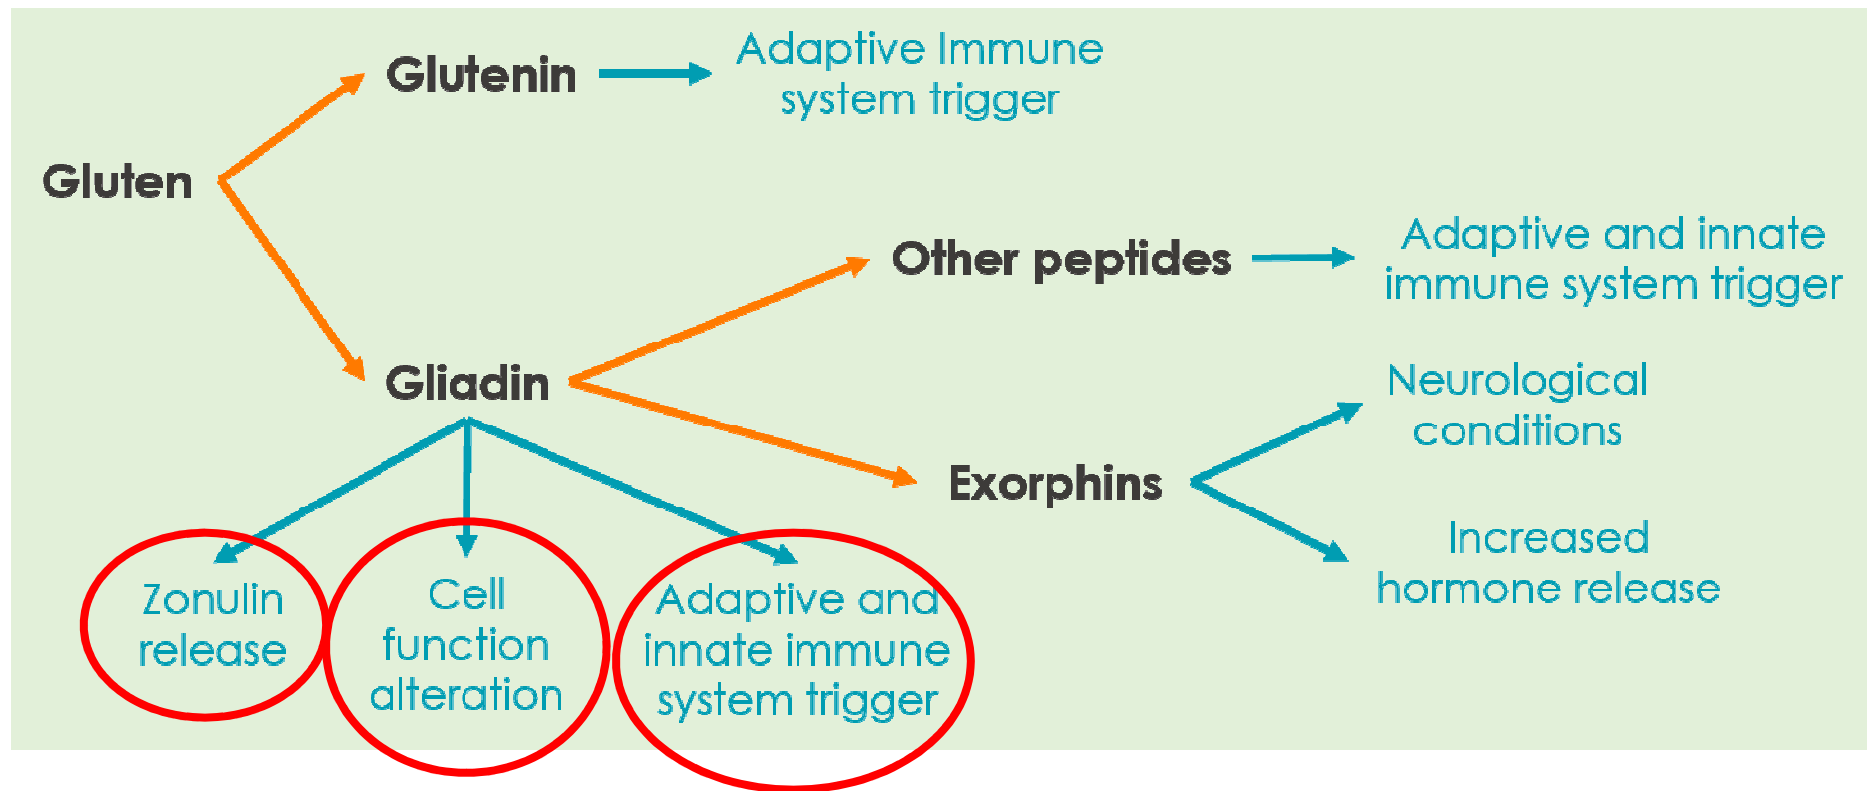 Glutenin
Adaptive Immune
system trigger
Gluten
Other peptides
Adaptive and innate
immune system trigger
Gliadin
Neurological
conditions
Exorphins
Increased
hormone release
Zonulin
release
Cell
function
alteration
Adaptive and
innate immune
system trigger